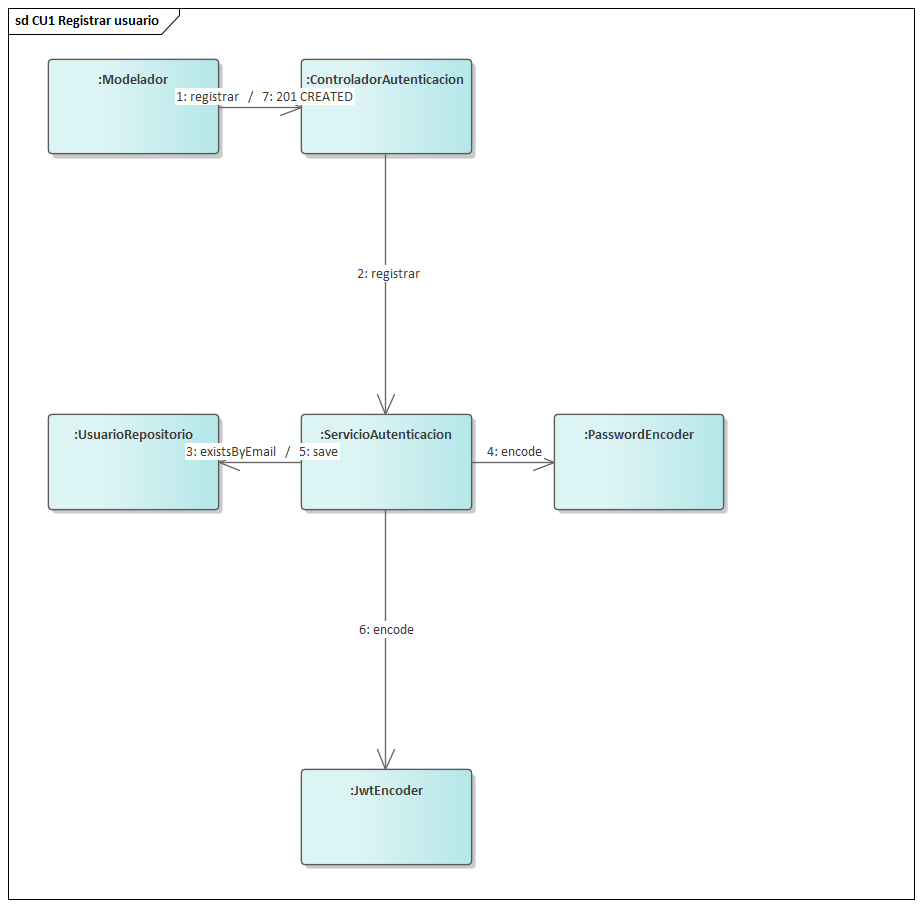 sd CU1 Registrar usuario
:Modelador
:ControladorAutenticacion
1: registrar / 7: 201 CREATED
2: registrar
:UsuarioRepositorio
:ServicioAutenticacion
:PasswordEncoder
3: existsByEmail / 5: save
4: encode
6: encode
:JwtEncoder